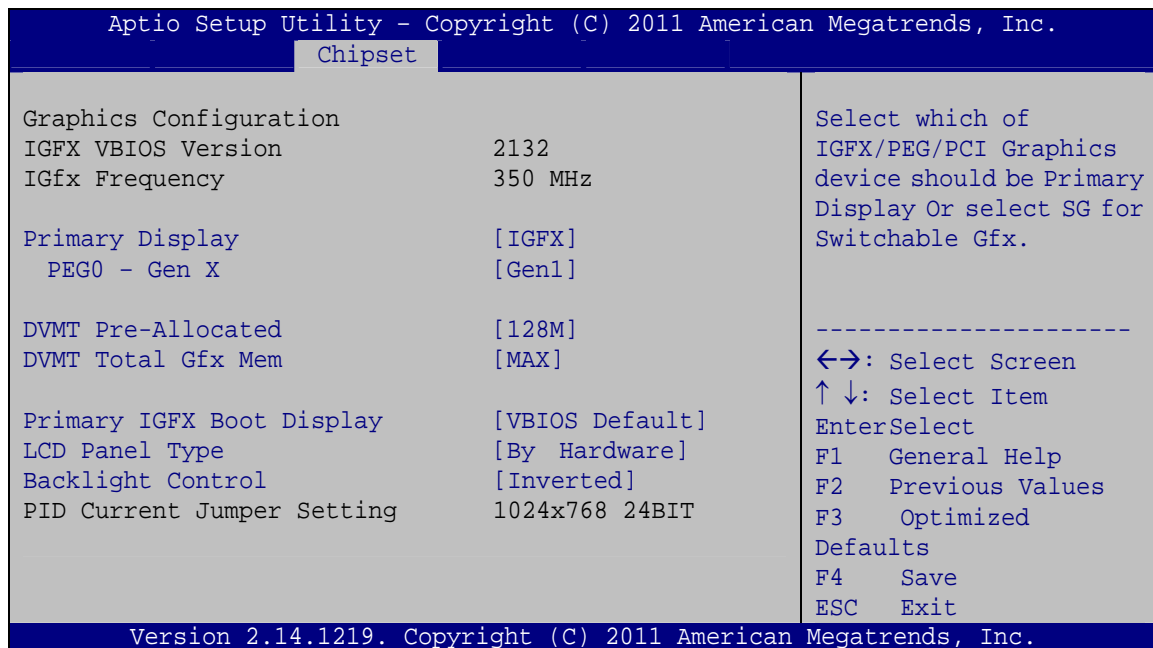 Aptio Setup Utility – Copyright (C) 2011 American Megatrends, Inc.
Chipset
Graphics Configuration
IGFX VBIOS Version 2132
IGfx Frequency 350 MHz
Primary Display [IGFX]
PEG0 – Gen X [Gen1]
DVMT Pre-Allocated [128M]
DVMT Total Gfx Mem [MAX]
Primary IGFX Boot Display [VBIOS Default]
LCD Panel Type [By Hardware]
Backlight Control [Inverted]
PID Current Jumper Setting 1024x768 24BIT
Select which of
IGFX/PEG/PCI Graphics
device should be Primary
Display Or select SG for
Switchable Gfx.
----------------------
←→: Select Screen
↑ ↓: Select Item
EnterSelect
F1 General Help
F2 Previous Values
F3 Optimized
Defaults
F4 Save
ESC Exit
Version 2.14.1219. Copyright (C) 2011 American Megatrends, Inc.